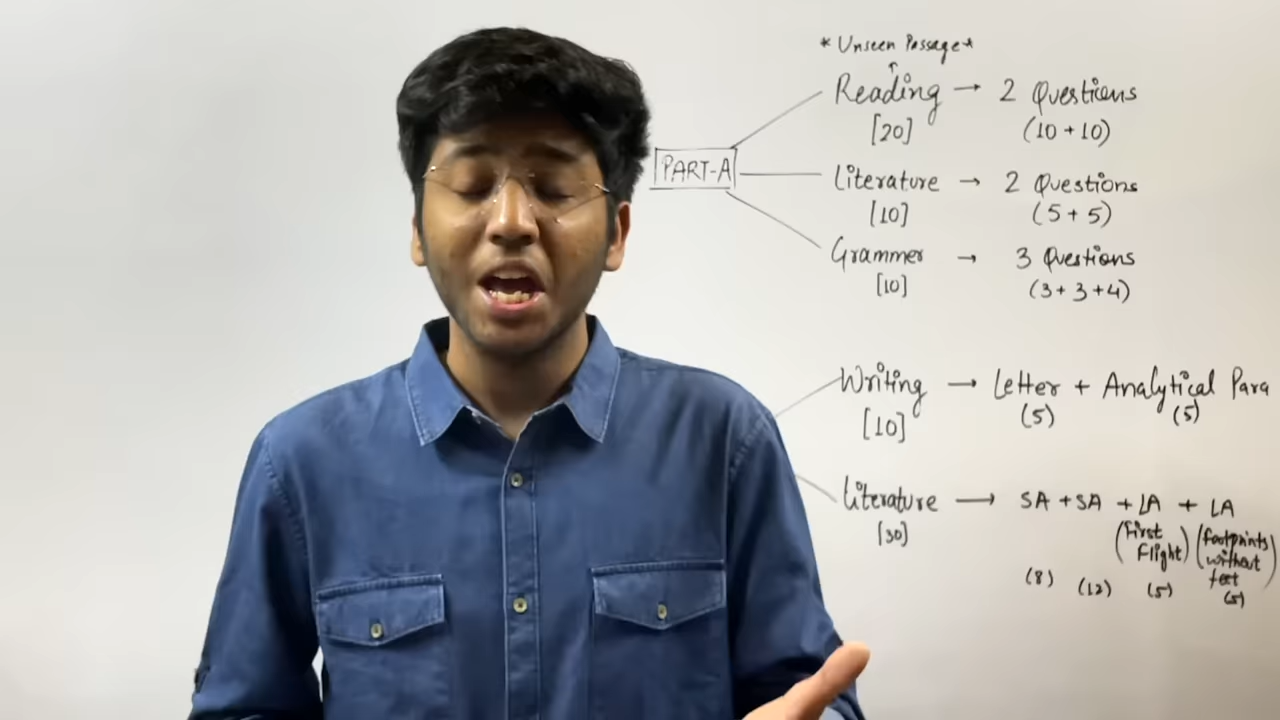 *Unseen Passage*
↑
Reading → 2 Questions
[20] (10 + 10)
PART-A
Literature → 2 Questions
[10] (5 + 5)
Grammer → 3 Questions
[10] (3 + 3 + 4)
Writing → Letter + Analytical Para
[10] (5) (5)
Literature → SA + SA + LA + LA
[30] (First Flight) (footprints without feet
(8) (12) (5) (5)